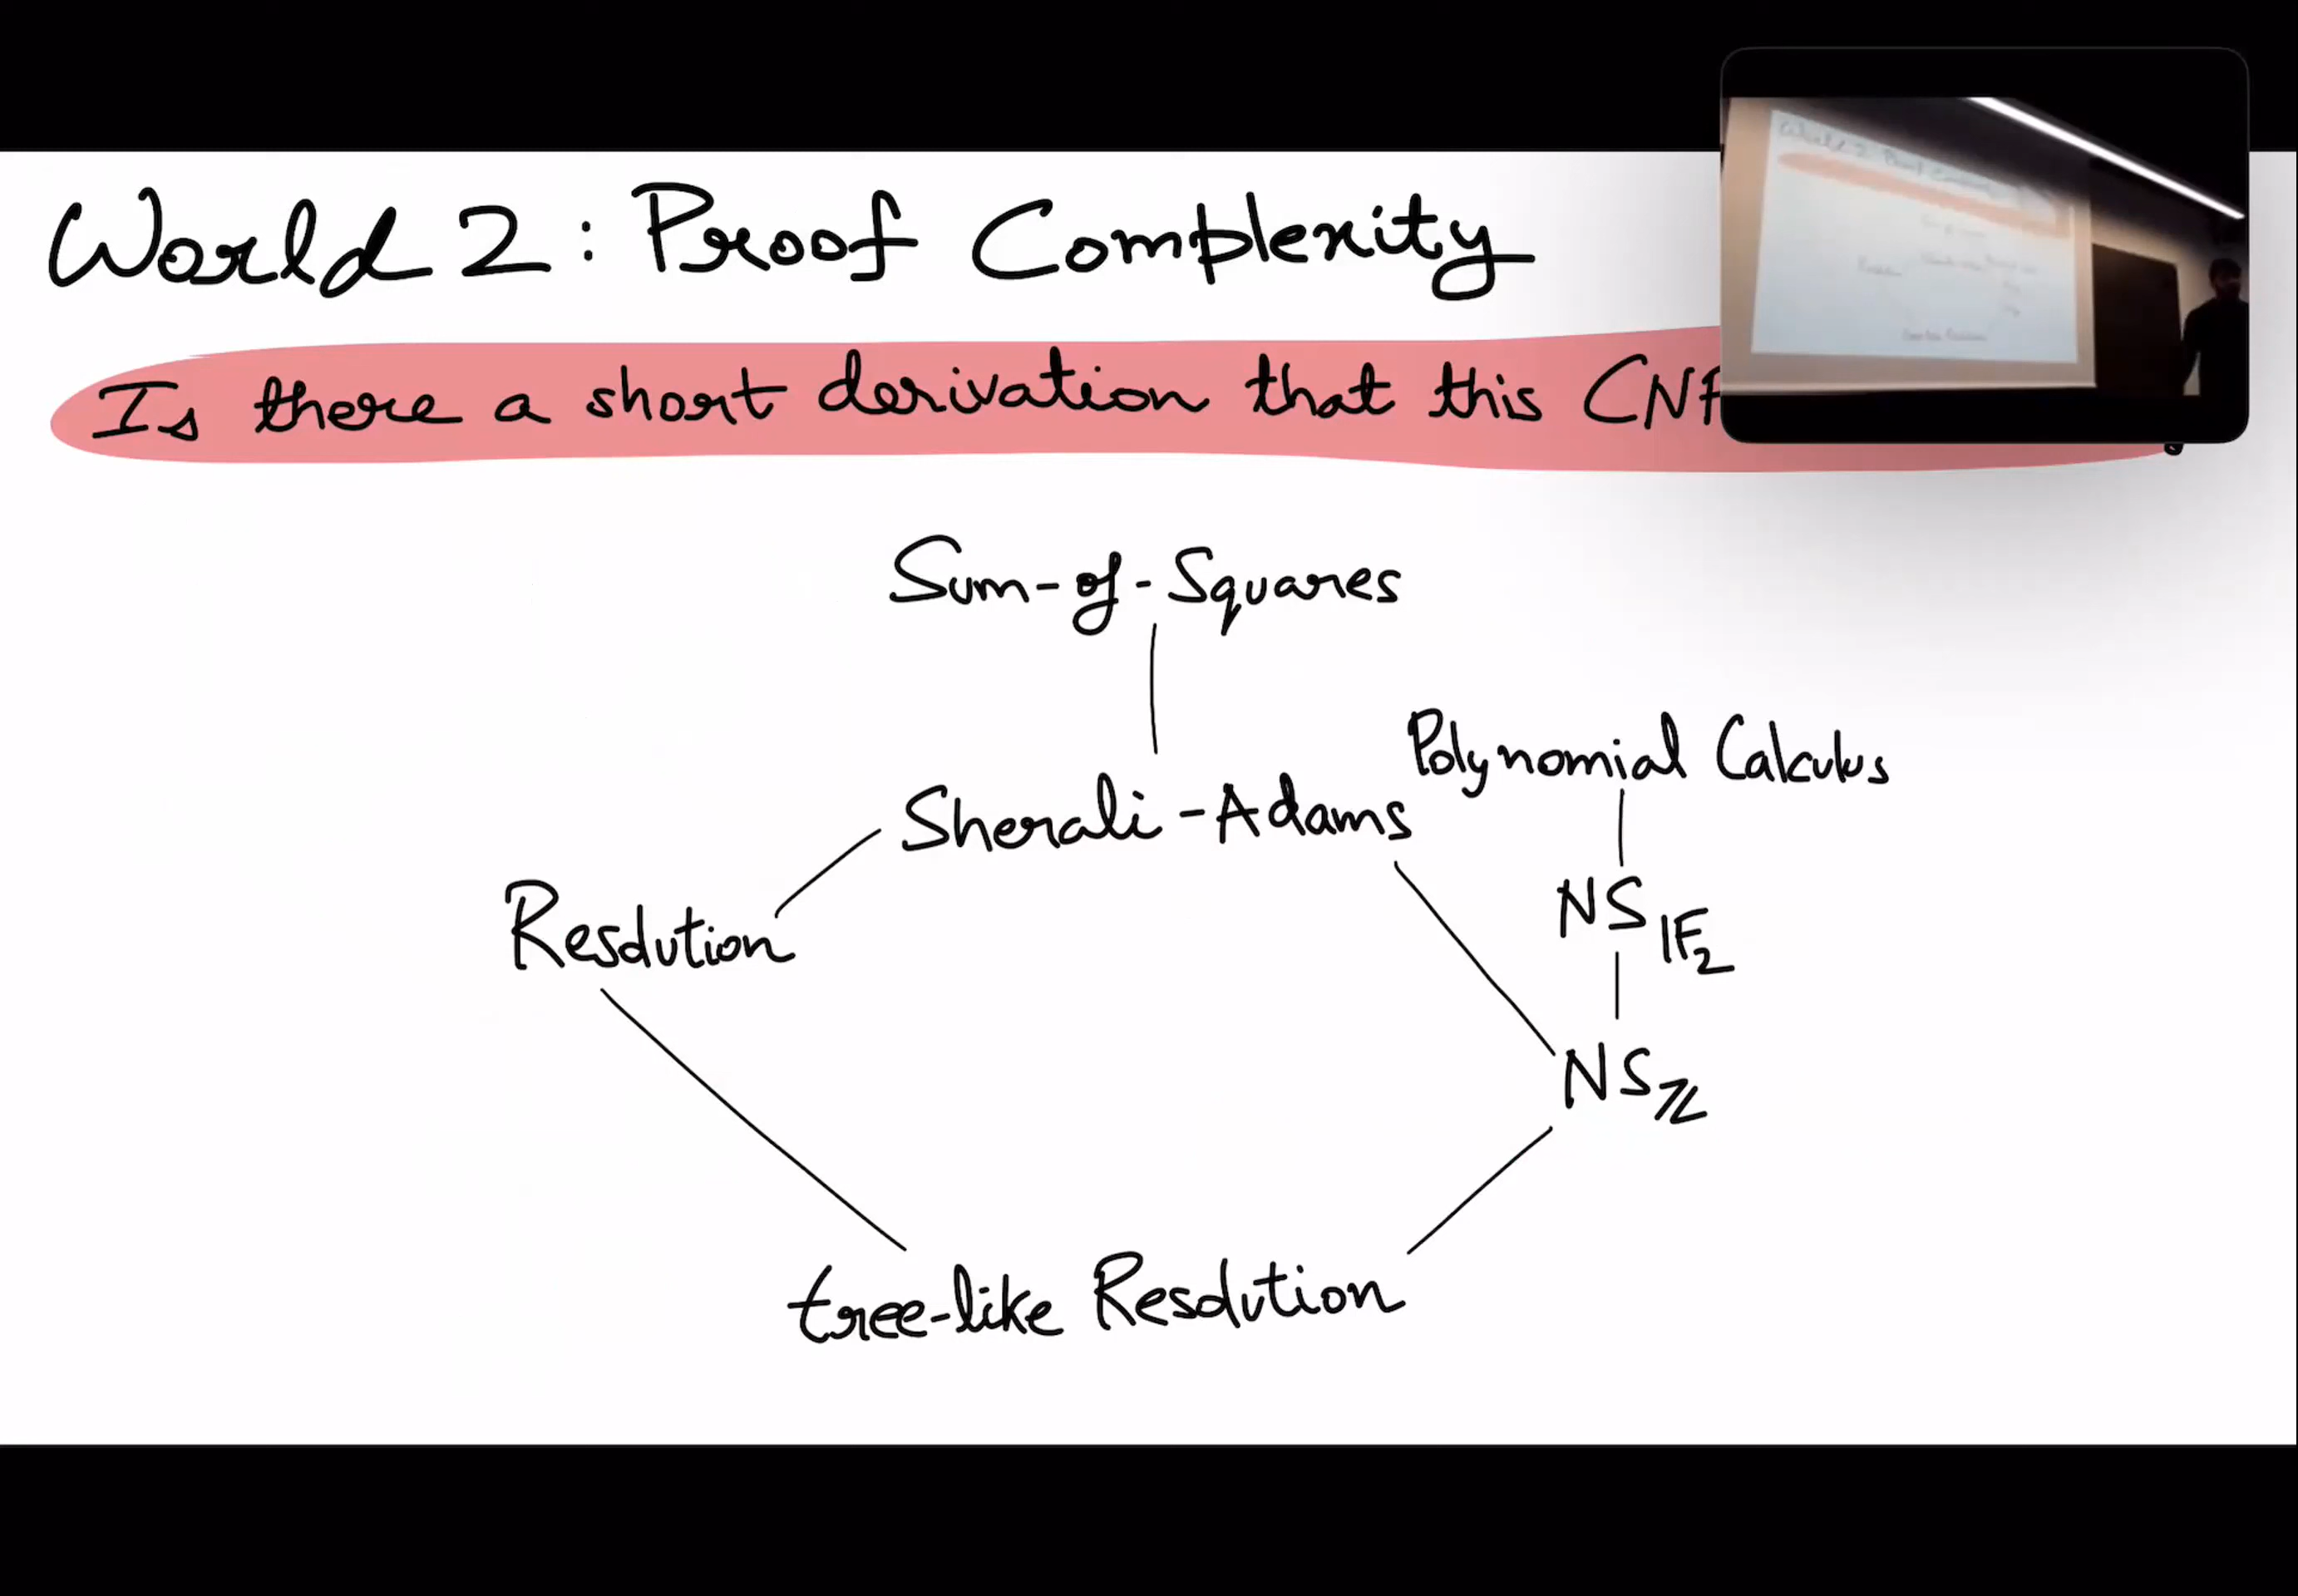 World 2 : Proof Complexity
Is there a short derivation that this
Sum-of-Squares
Polynomial Calculus
Sherali-Adams
NS𝔽₂
Resolution
NSℤ
tree-like Resolution